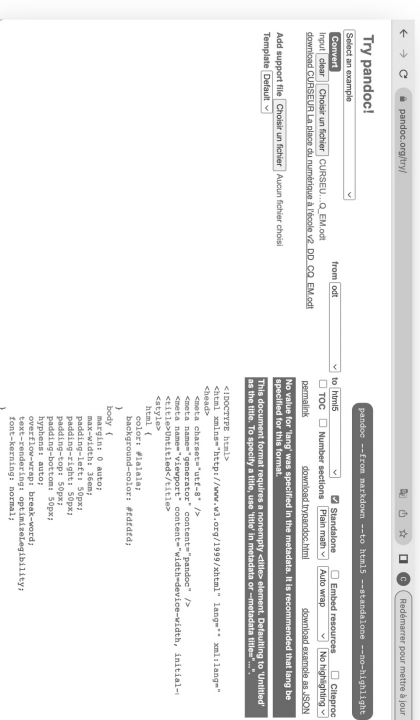 pandoc.org/try/
Redémarrer pour mettre à jour
Try pandoc!
pandoc --from markdown --to html5 --standalone --no-highlight
Select an example
Convert
from odt
to html5
Standalone
Embed resources
Citeproc
Input clear Choisir un fichier CURSEU...Q_EM.odt
TOC
Number sections
Plain math
Auto wrap
No highlighting
download CURSEUR La place du numérique à l'école v2_DD_CQ_EM.odt
permalink
download trypandoc.html
download example as JSON
Add support file Choisir un fichier Aucun fichier choisi
Template Default
No value for 'lang' was specified in the metadata. It is recommended that lang be
specified for this format.
This document format requires a nonempty <title> element. Defaulting to 'Untitled'
as the title. To specify a title, use 'title' in metadata or --metadata title="...".
<!DOCTYPE html>
<html xmlns="http://www.w3.org/1999/xhtml" lang="" xml:lang="
<head>
<meta charset="utf-8" />
<meta name="generator" content="pandoc" />
<meta name="viewport" content="width=device-width, initial-
<title>Untitled</title>
<style>
html {
color: #1a1a1a;
background-color: #fdfdfd;
}
body {
margin: 0 auto;
max-width: 36em;
padding-left: 50px;
padding-right: 50px;
padding-top: 50px;
padding-bottom: 50px;
hyphens: auto;
overflow-wrap: break-word;
text-rendering: optimizeLegibility;
font-kerning: normal;
}